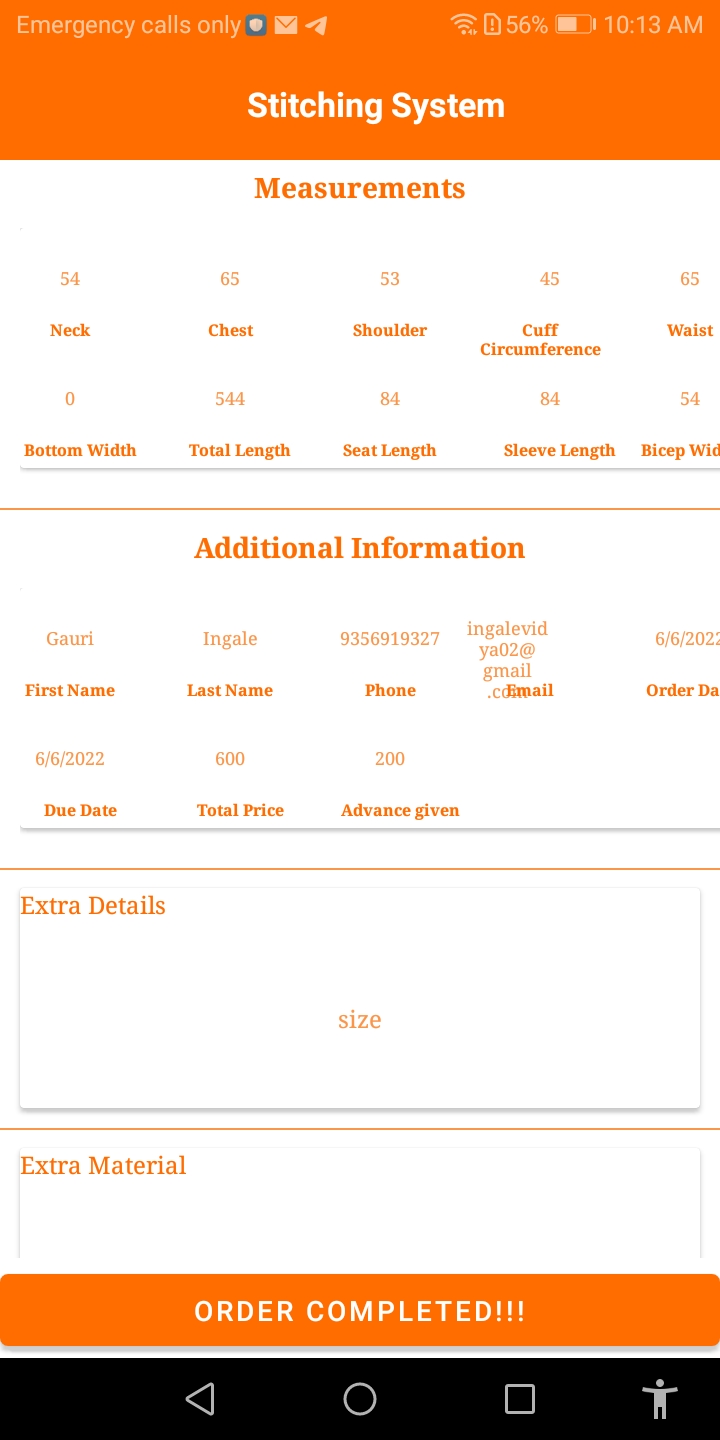 Emergency calls only 56% 10:13 AM
Stitching System
Measurements
54 65 53 45 65
Neck Chest Shoulder Cuff Circumference Waist
0 544 84 84 54
Bottom Width Total Length Seat Length Sleeve Length Bicep Wid
Additional Information
Gauri Ingale 9356919327 ingalevidya02@gmail.com 6/6/2022
First Name Last Name Phone Email Order Da
6/6/2022 600 200
Due Date Total Price Advance given
Extra Details
size
Extra Material
ORDER COMPLETED!!!